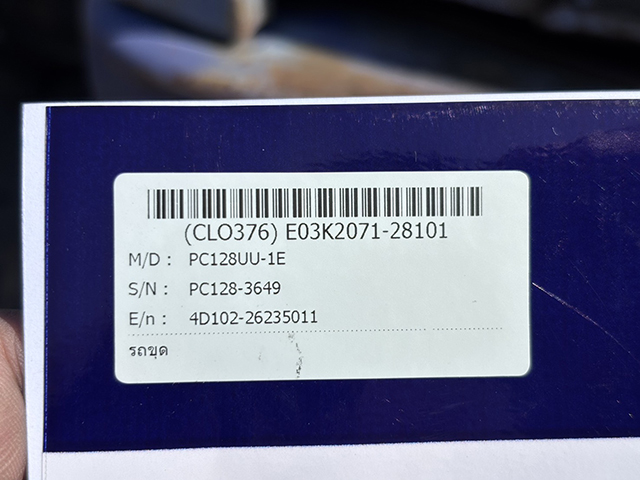 (CLO376) E03K2071-28101
M/D : PC128UU-1E
S/N : PC128-3649
E/n : 4D102-26235011
รถขุด